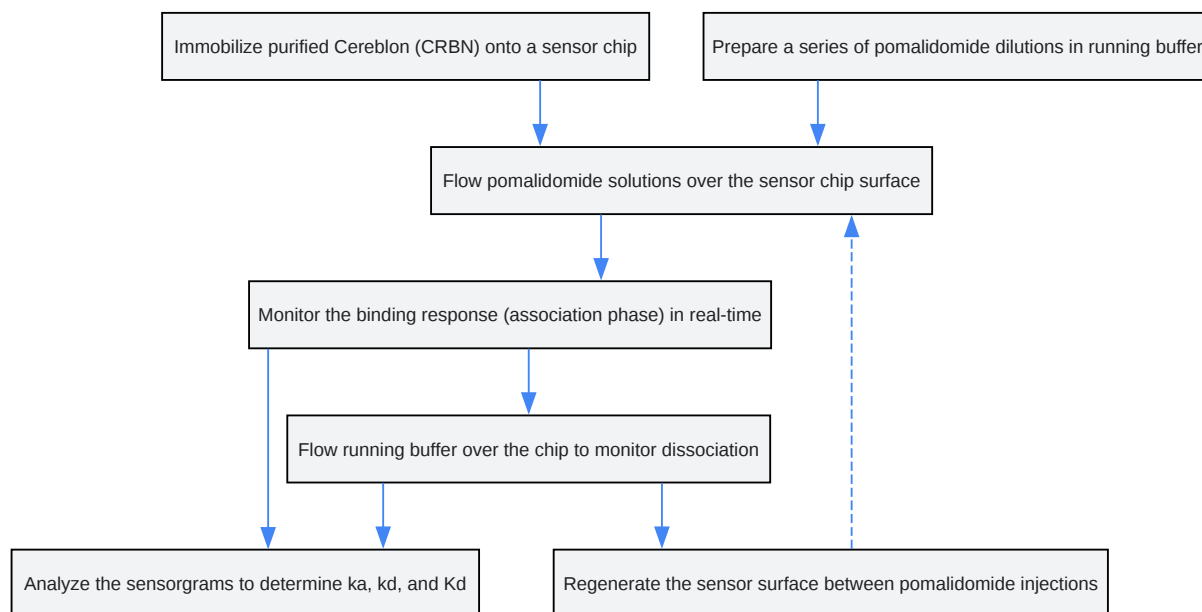 Immobilize purified Cereblon (CRBN) onto a sensor chip
Prepare a series of pomalidomide dilutions in running buffer
Flow pomalidomide solutions over the sensor chip surface
Monitor the binding response (association phase) in real-time
Flow running buffer over the chip to monitor dissociation
Analyze the sensorgrams to determine ka, kd, and Kd
Regenerate the sensor surface between pomalidomide injections